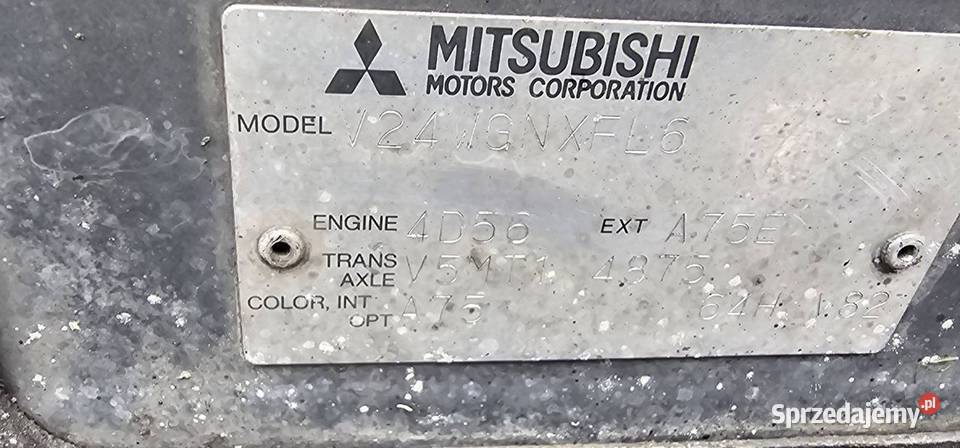 MITSUBISHI
MOTORS CORPORATION
MODEL V24WGNXFL6
ENGINE 4D56 EXT A75E
TRANS AXLE V5MT1 4875
COLOR, INT OPT A75 64H V82
Sprzedajemy.pl